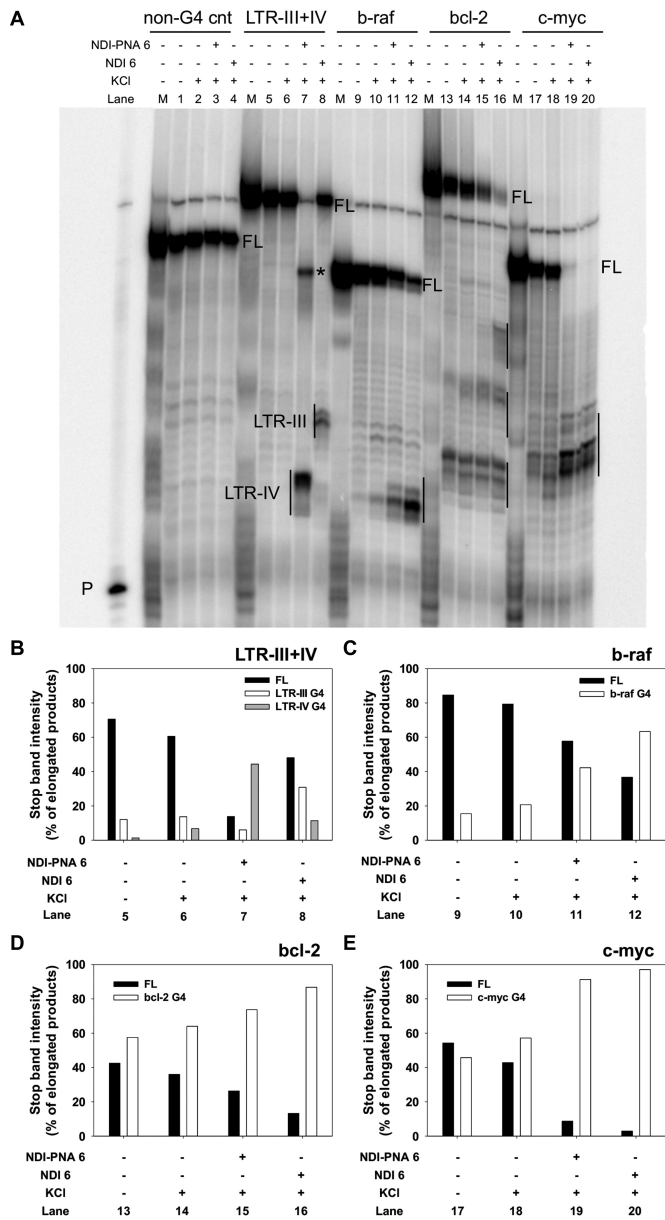 A
non-G4 cnt LTR-III+IV b-raf bcl-2 c-myc
NDI-PNA 6 - - + - - - + - - - + - - - + - - - + -
NDI 6 - - - + - - - + - - - + - - - + - - - +
KCl - + + + - + + + - + + + - + + + - + + +
Lane M 1 2 3 4 M 5 6 7 8 M 9 10 11 12 M 13 14 15 16 M 17 18 19 20
FL
FL
*
FL
FL
FL
LTR-III
LTR-IV
P
B
LTR-III+IV
Stop band intensity
(% of elongated products)
100
80
60
40
20
0
FL
LTR-III G4
LTR-IV G4
NDI-PNA 6 - - + -
NDI 6 - - - +
KCl - + + +
Lane 5 6 7 8
C
b-raf
Stop band intensity
(% of elongated products)
100
80
60
40
20
0
FL
b-raf G4
NDI-PNA 6 - - + -
NDI 6 - - - +
KCl - + + +
Lane 9 10 11 12
D
bcl-2
Stop band intensity
(% of elongated products)
100
80
60
40
20
0
FL
bcl-2 G4
NDI-PNA 6 - - + -
NDI 6 - - - +
KCl - + + +
Lane 13 14 15 16
E
c-myc
Stop band intensity
(% of elongated products)
100
80
60
40
20
0
FL
c-myc G4
NDI-PNA 6 - - + -
NDI 6 - - - +
KCl - + + +
Lane 17 18 19 20